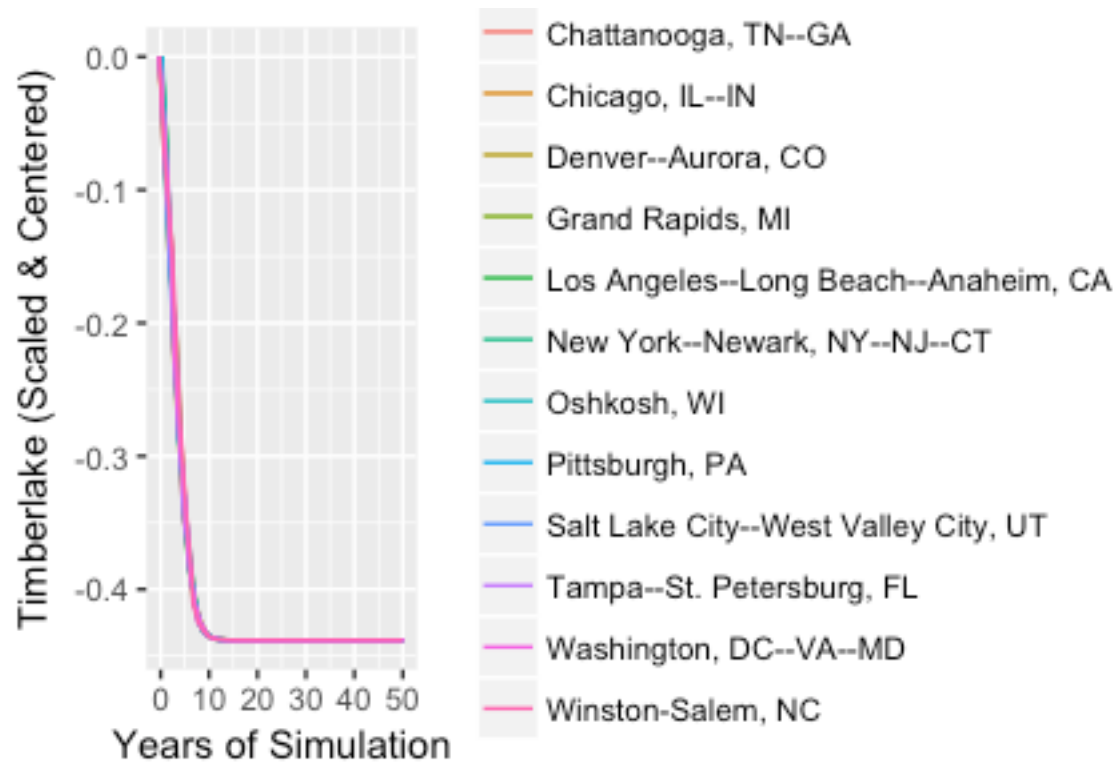 Timberlake (Scaled & Centered)
0.0
-0.1
-0.2
-0.3
-0.4
0 10 20 30 40 50
Years of Simulation
Chattanooga, TN--GA
Chicago, IL--IN
Denver--Aurora, CO
Grand Rapids, MI
Los Angeles--Long Beach--Anaheim, CA
New York--Newark, NY--NJ--CT
Oshkosh, WI
Pittsburgh, PA
Salt Lake City--West Valley City, UT
Tampa--St. Petersburg, FL
Washington, DC--VA--MD
Winston-Salem, NC